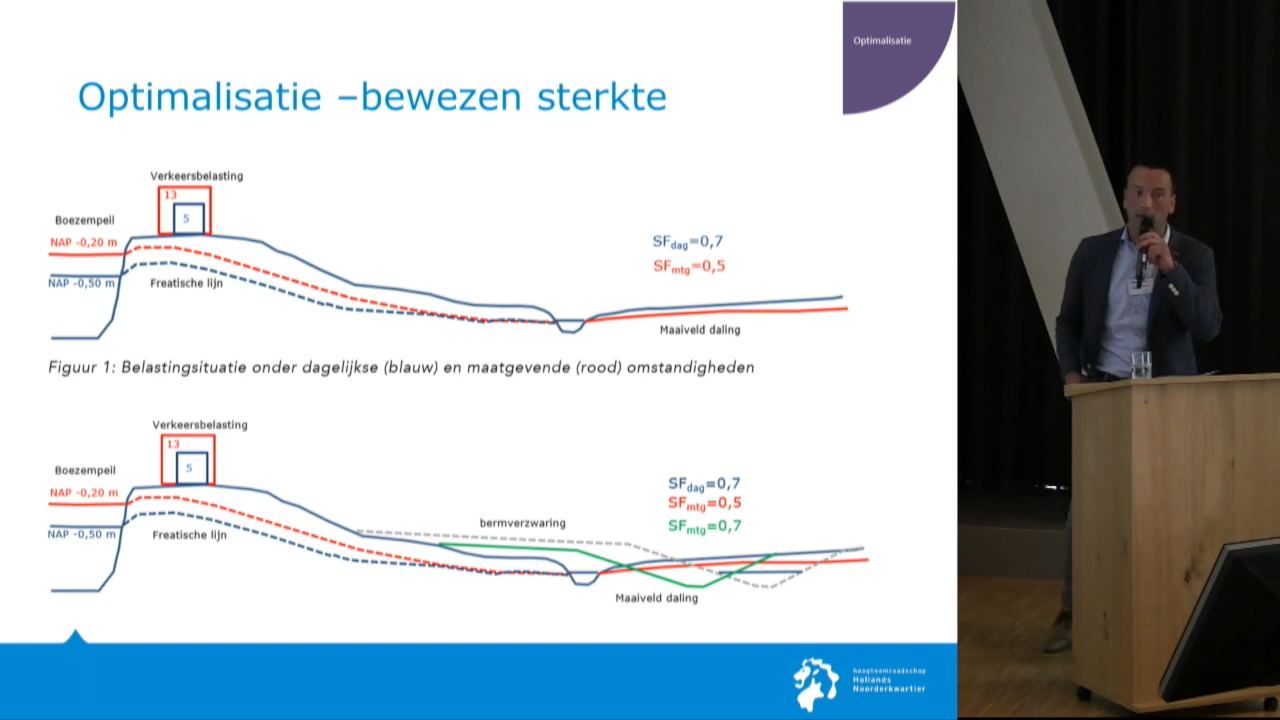 Optimalisatie
Optimalisatie –bewezen sterkte
Verkeersbelasting
13
5
Boezempeil
NAP -0,20 m
NAP -0,50 m
Freatische lijn
SFdag=0,7
SFmtg=0,5
Maaiveld daling
Figuur 1: Belastingsituatie onder dagelijkse (blauw) en maatgevende (rood) omstandigheden
Verkeersbelasting
13
5
Boezempeil
NAP -0,20 m
NAP -0,50 m
Freatische lijn
bermverzwaring
SFdag=0,7
SFmtg=0,5
SFmtg=0,7
Maaiveld daling
hoogheemraadschap
Hollands
Noorderkwartier